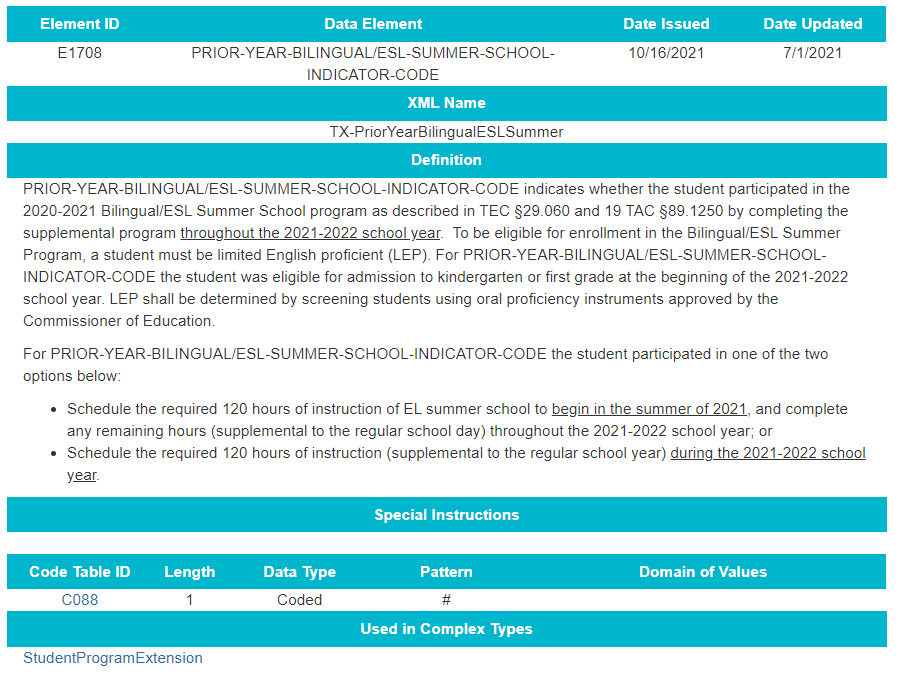 Element ID Data Element Date Issued Date Updated
E1708 PRIOR-YEAR-BILINGUAL/ESL-SUMMER-SCHOOL- 10/16/2021 7/1/2021
INDICATOR-CODE
XML Name
TX-PriorYearBilingualESLSummer
Definition
PRIOR-YEAR-BILINGUAL/ESL-SUMMER-SCHOOL-INDICATOR-CODE indicates whether the student participated in the
2020-2021 Bilingual/ESL Summer School program as described in TEC §29.060 and 19 TAC §89.1250 by completing the
supplemental program throughout the 2021-2022 school year. To be eligible for enrollment in the Bilingual/ESL Summer
Program, a student must be limited English proficient (LEP). For PRIOR-YEAR-BILINGUAL/ESL-SUMMER-SCHOOL-
INDICATOR-CODE the student was eligible for admission to kindergarten or first grade at the beginning of the 2021-2022
school year. LEP shall be determined by screening students using oral proficiency instruments approved by the
Commissioner of Education.
For PRIOR-YEAR-BILINGUAL/ESL-SUMMER-SCHOOL-INDICATOR-CODE the student participated in one of the two
options below:
• Schedule the required 120 hours of instruction of EL summer school to begin in the summer of 2021, and complete
any remaining hours (supplemental to the regular school day) throughout the 2021-2022 school year; or
• Schedule the required 120 hours of instruction (supplemental to the regular school year) during the 2021-2022 school
year.
Special Instructions
Code Table ID Length Data Type Pattern Domain of Values
C088 1 Coded #
Used in Complex Types
StudentProgramExtension